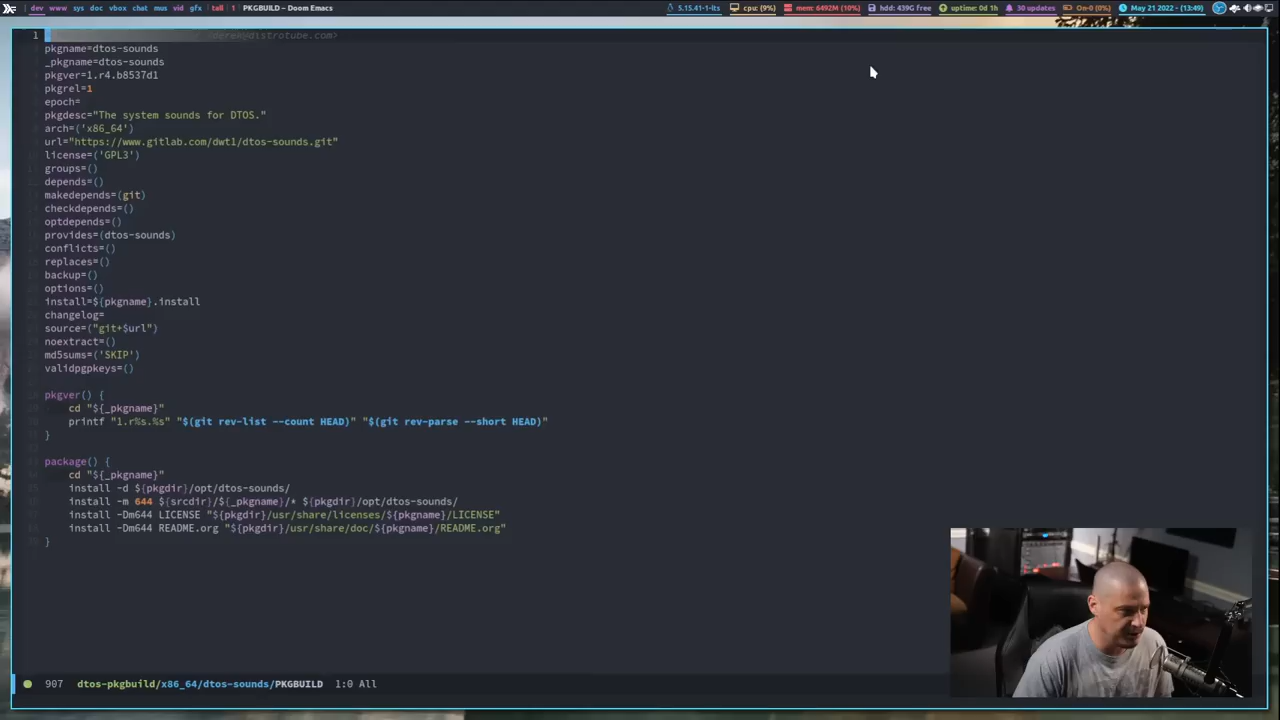 dev www sys doc vbox chat mus vid gfx | tall | 1 | PKGBUILD – Doom Emacs
5.15.41-1-lts cpu: (9%) mem: 6492M (10%) hdd: 439G free uptime: 0d 1h 30 updates On-0 (0%) May 21 2022 - (13:49)
1 <derek@distrotube.com>
pkgname=dtos-sounds
_pkgname=dtos-sounds
pkgver=1.r4.b8537d1
pkgrel=1
epoch=
pkgdesc="The system sounds for DTOS."
arch=('x86_64')
url="https://www.gitlab.com/dwt1/dtos-sounds.git"
license=('GPL3')
groups=()
depends=()
makedepends=(git)
checkdepends=()
optdepends=()
provides=(dtos-sounds)
conflicts=()
replaces=()
backup=()
options=()
install=${pkgname}.install
changelog=
source=("git+$url")
noextract=()
md5sums=('SKIP')
validpgpkeys=()
pkgver() {
cd "${_pkgname}"
printf "1.r%s.%s" "$(git rev-list --count HEAD)" "$(git rev-parse --short HEAD)"
}
package() {
cd "${_pkgname}"
install -d ${pkgdir}/opt/dtos-sounds/
install -m 644 ${srcdir}/${_pkgname}/* ${pkgdir}/opt/dtos-sounds/
install -Dm644 LICENSE "${pkgdir}/usr/share/licenses/${pkgname}/LICENSE"
install -Dm644 README.org "${pkgdir}/usr/share/doc/${pkgname}/README.org"
}
907 dtos-pkgbuild/x86_64/dtos-sounds/PKGBUILD 1:0 All